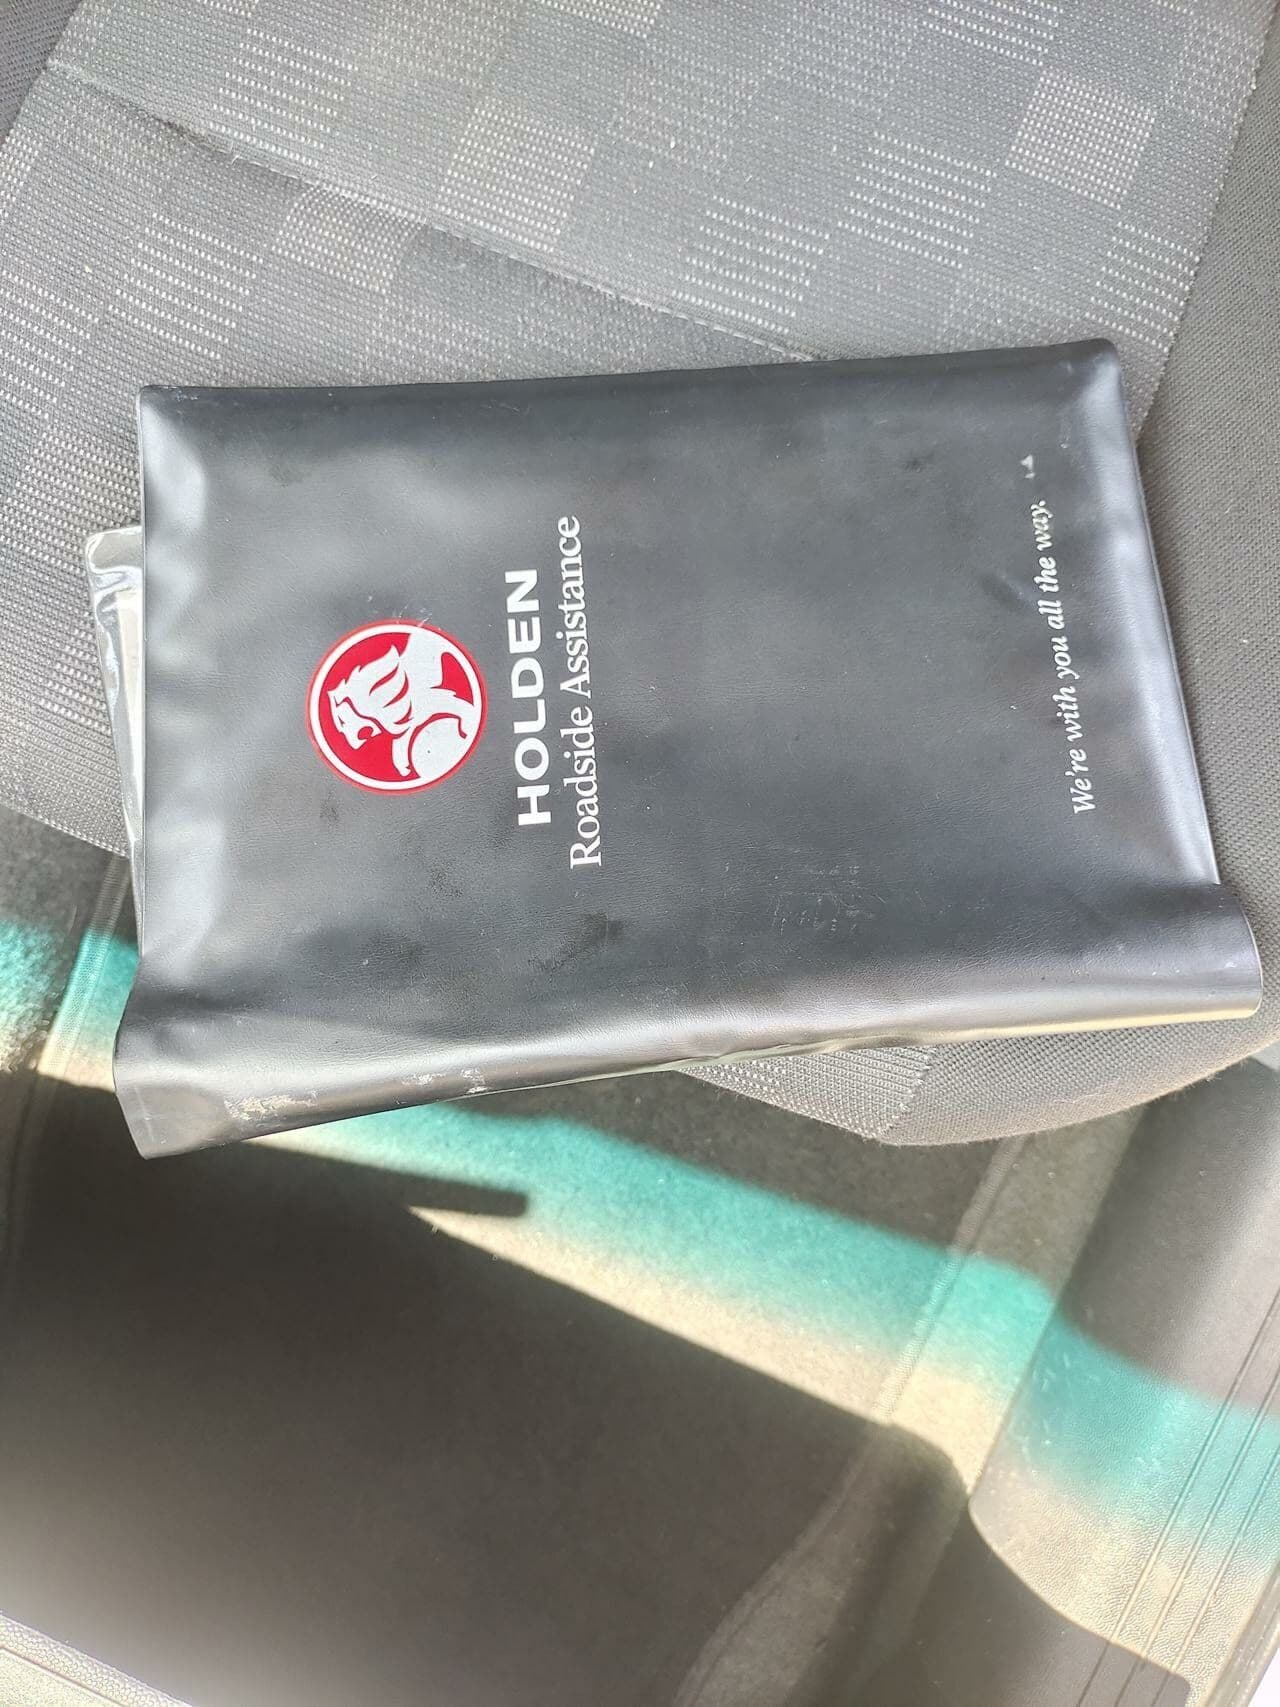 HOLDEN
Roadside Assistance
We're with you all the way.